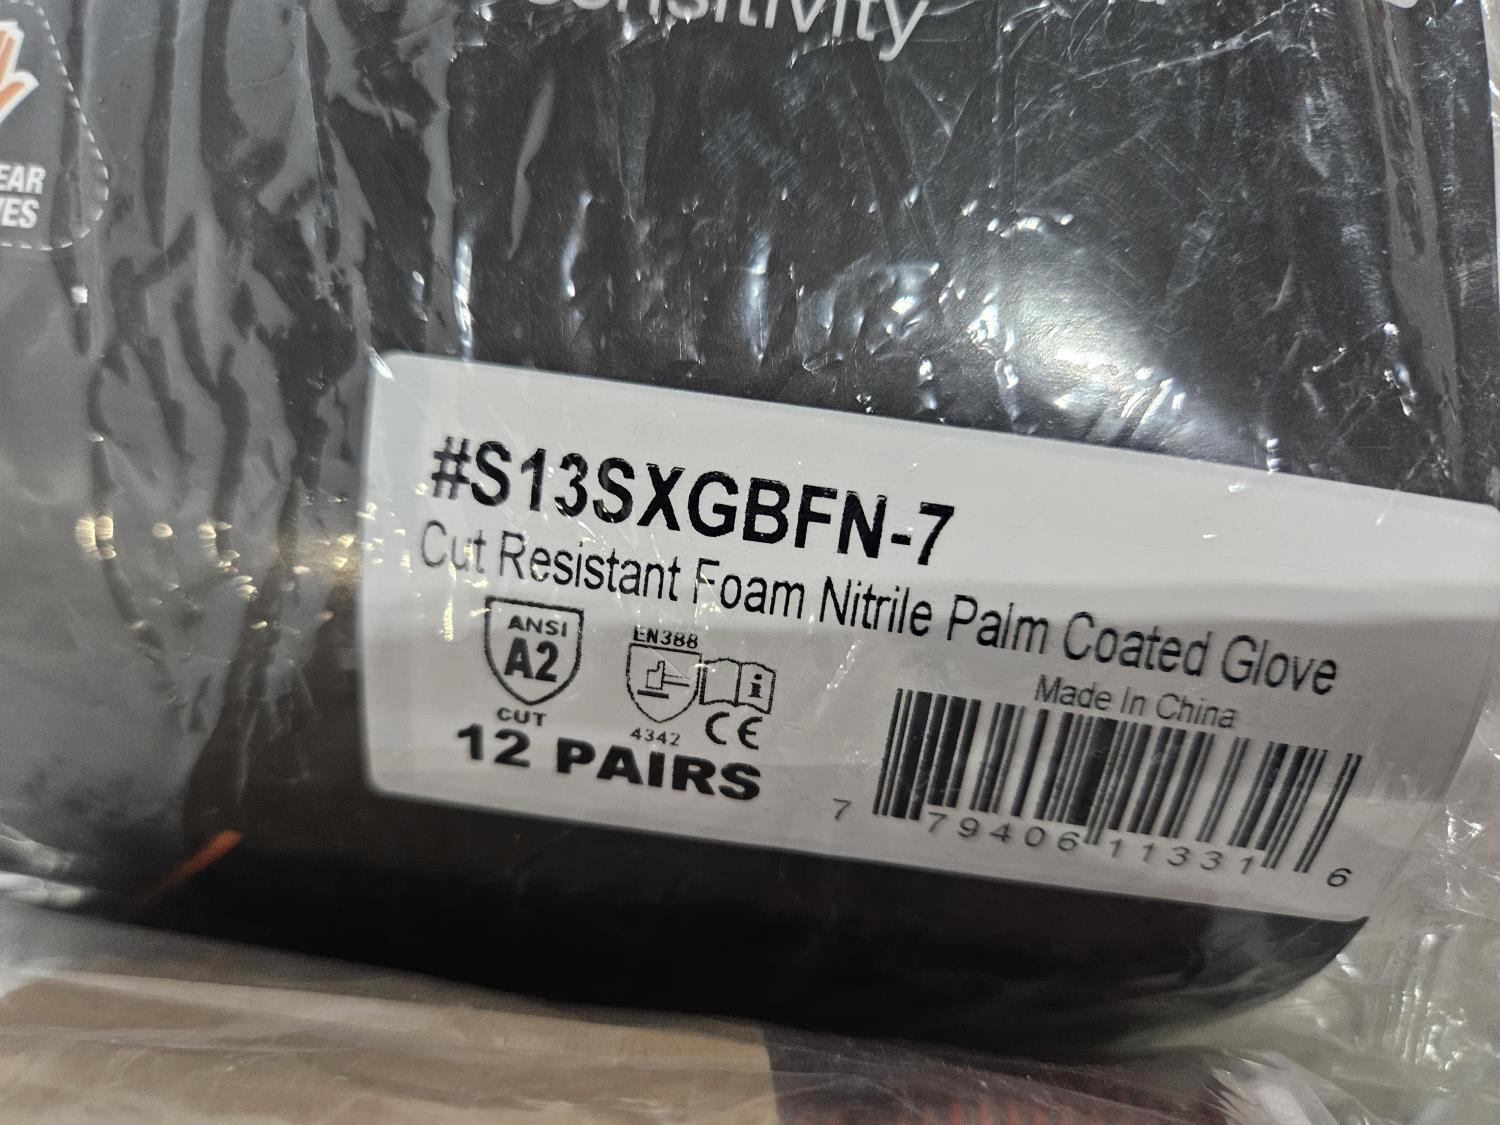 sensitivity
EAR
VES
#S13SXGBFN-7
Cut Resistant Foam Nitrile Palm Coated Glove
Made In China
ANSI
A2
CUT
EN388
i
4342
CE
12 PAIRS
7 79406 11331 6